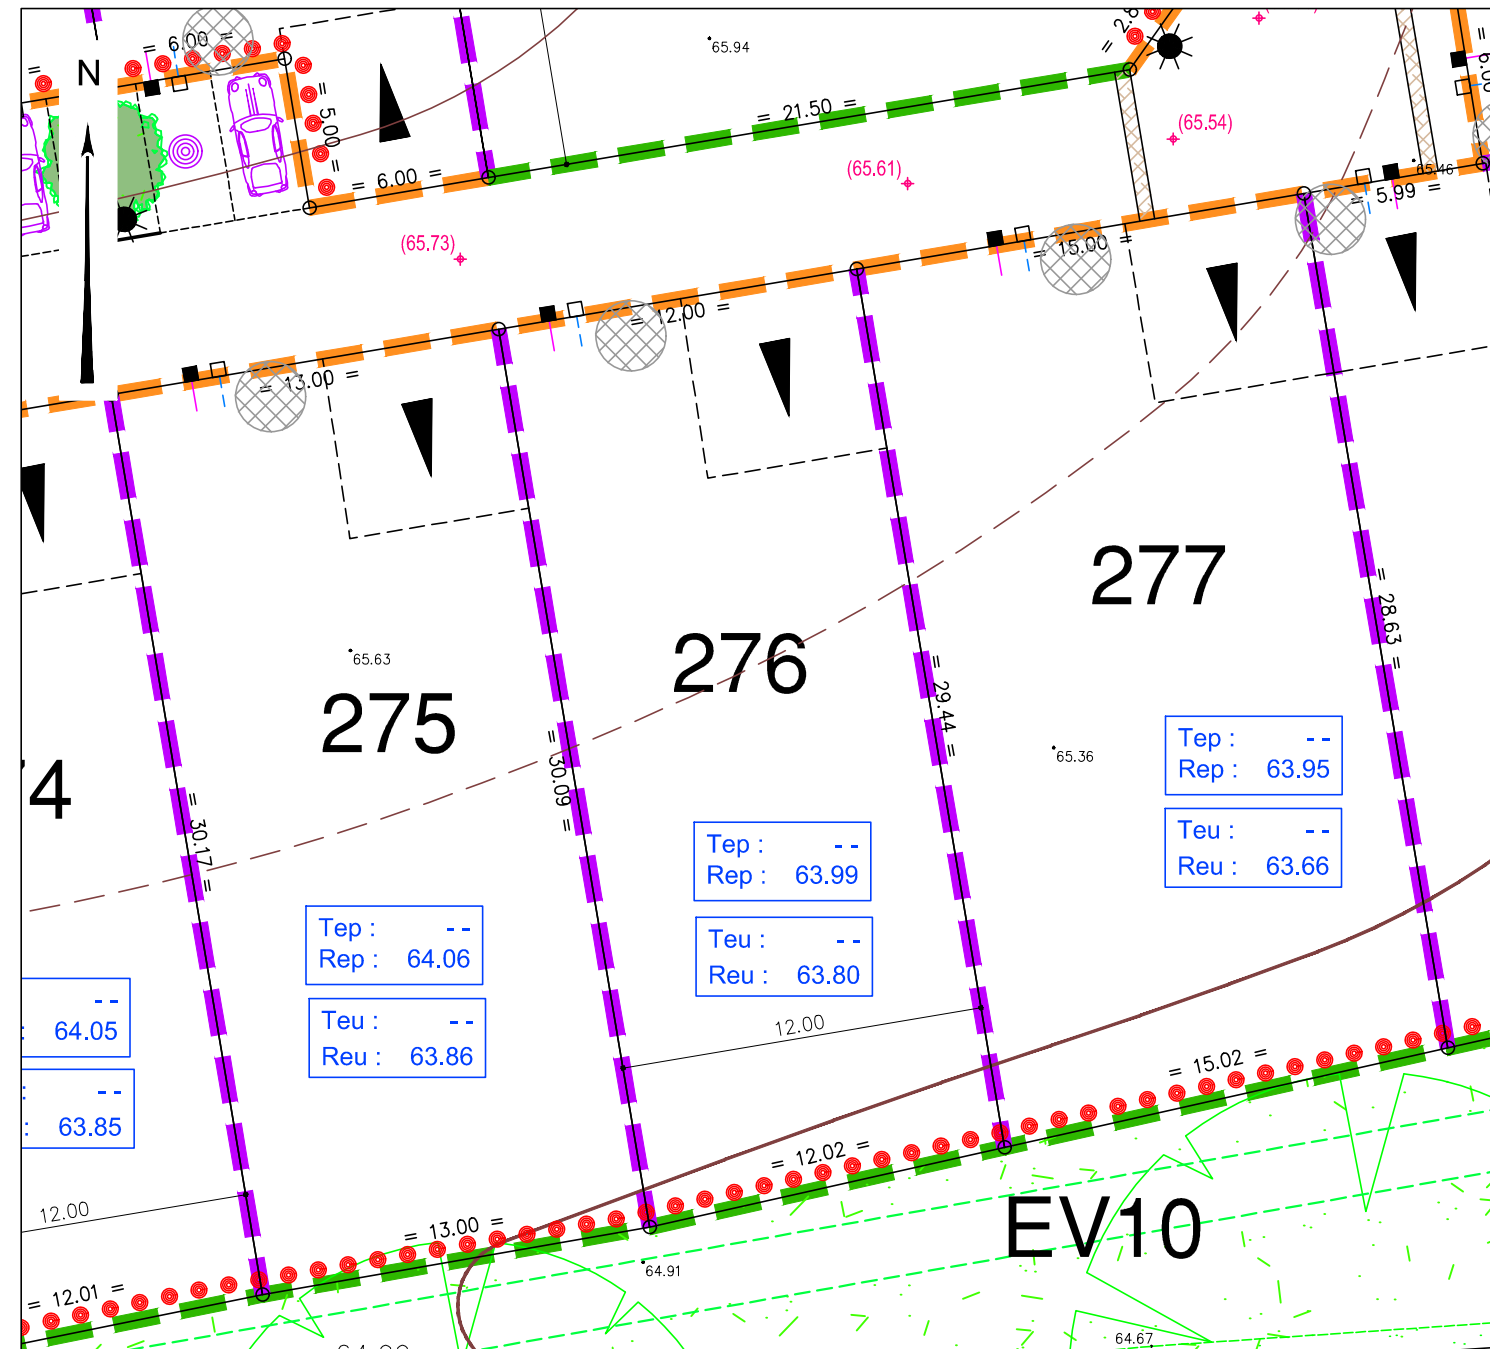 = 6.00 =
N
65.94
= 5.00 =
= 21.50 =
(65.54)
(65.61)
= 6.00 =
65.46
= 5.99 =
(65.73)
= 15.00 =
= 12.00 =
= 13.00 =
277
= 28.63 =
276
65.63
275
= 29.44 =
65.36
= 30.09 =
= 30.17 =
Tep : --
Rep : 63.95
Teu : --
Reu : 63.66
Tep : --
Rep : 63.99
Teu : --
Reu : 63.80
Tep : --
Rep : 64.06
Teu : --
Reu : 63.86
4
--
: 64.05
--
: 63.85
12.00
= 15.02 =
= 12.02 =
12.00
= 13.00 =
EV10
64.91
= 12.01 =
64.67